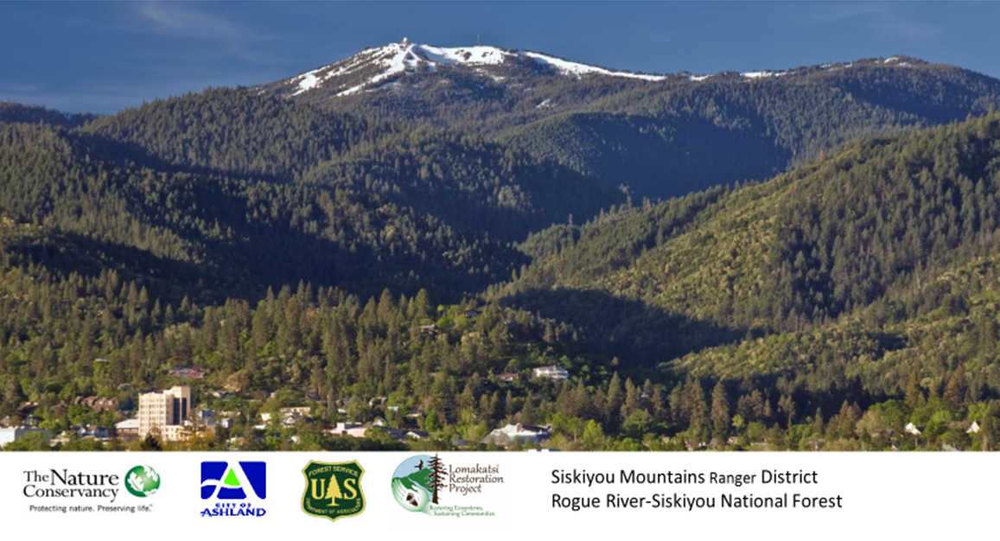 The Nature
Conservancy
Protecting nature. Preserving life.™
CITY OF
ASHLAND
FOREST SERVICE
U S
DEPARTMENT OF AGRICULTURE
Lomakatsi
Restoration
Project
Restoring Ecosystems,
Sustaining Communities
Siskiyou Mountains Ranger District
Rogue River-Siskiyou National Forest